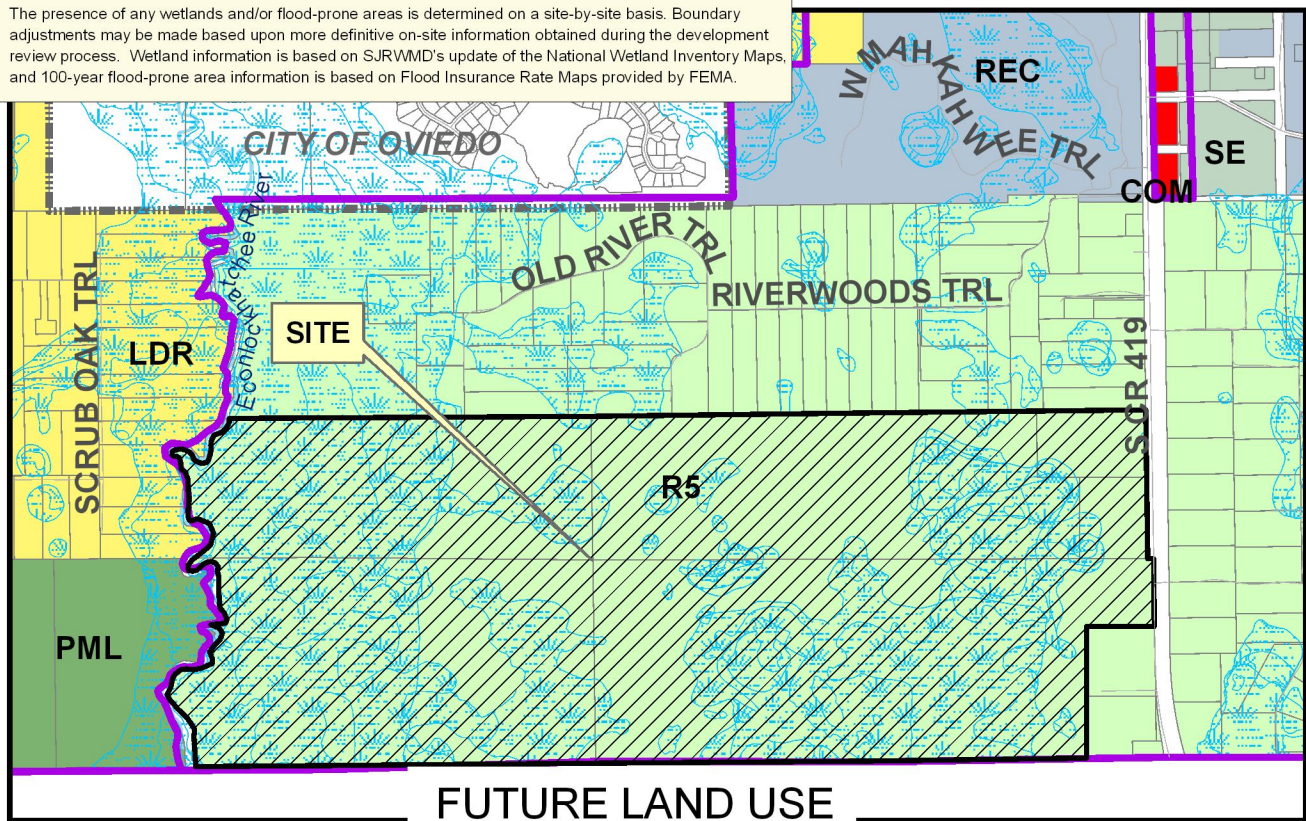 The presence of any wetlands and/or flood-prone areas is determined on a site-by-site basis. Boundary
adjustments may be made based upon more definitive on-site information obtained during the development
review process. Wetland information is based on SJRWMD's update of the National Wetland Inventory Maps,
and 100-year flood-prone area information is based on Flood Insurance Rate Maps provided by FEMA.
W MAHKAHWEE TRL
REC
CITY OF OVIEDO
SE
COM
Econlockhatchee River
OLD RIVER TRL
RIVERWOODS TRL
SCRUB OAK TRL
LDR
SITE
S CR 419
R5
PML
FUTURE LAND USE